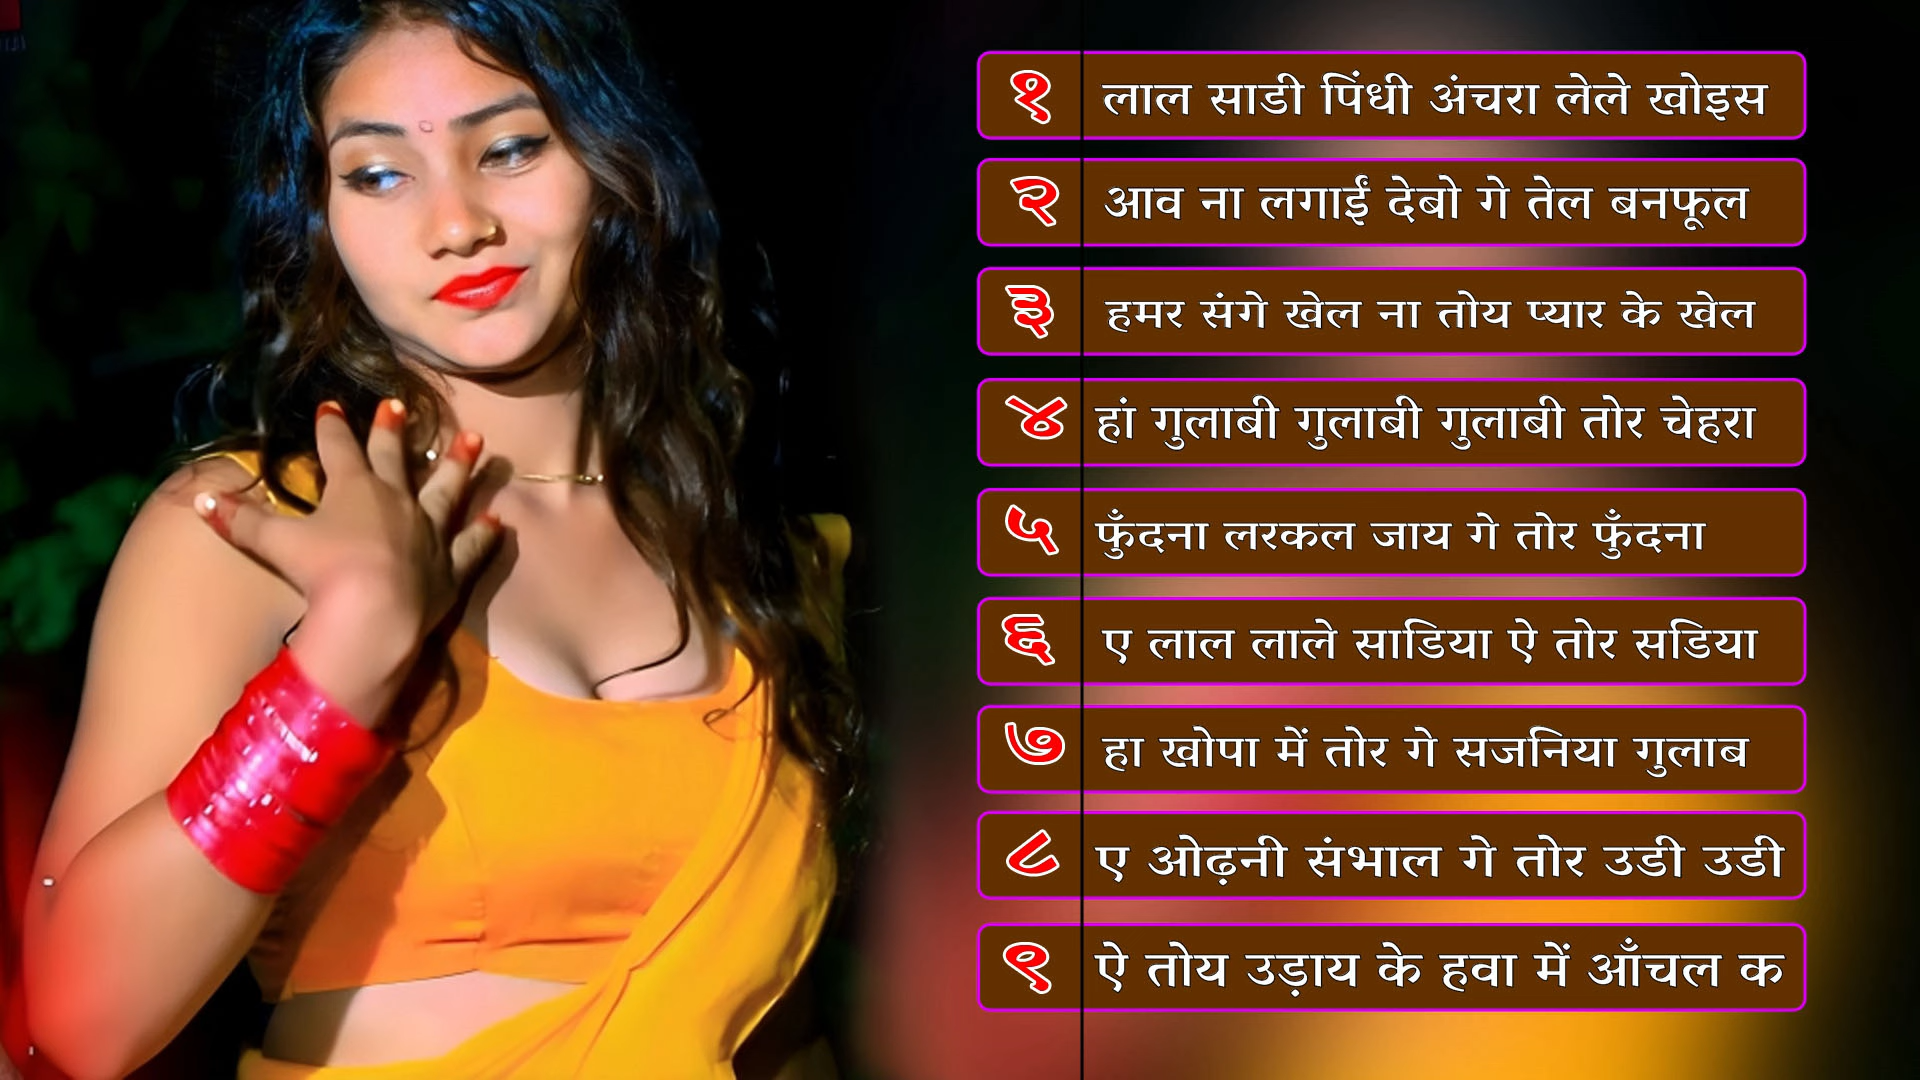 १ लाल साडी पिंधी अंचरा लेले खोइस
२ आव ना लगाईं देबो गे तेल बनफूल
३ हमर संगे खेल ना तोय प्यार के खेल
४ हां गुलाबी गुलाबी गुलाबी तोर चेहरा
५ फुँदना लरकल जाय गे तोर फुँदना
६ ए लाल लाले साडिया ऐ तोर सडिया
७ हा खोपा में तोर गे सजनिया गुलाब
८ ए ओढ़नी संभाल गे तोर उडी उडी
९ ऐ तोय उड़ाय के हवा में आँचल क